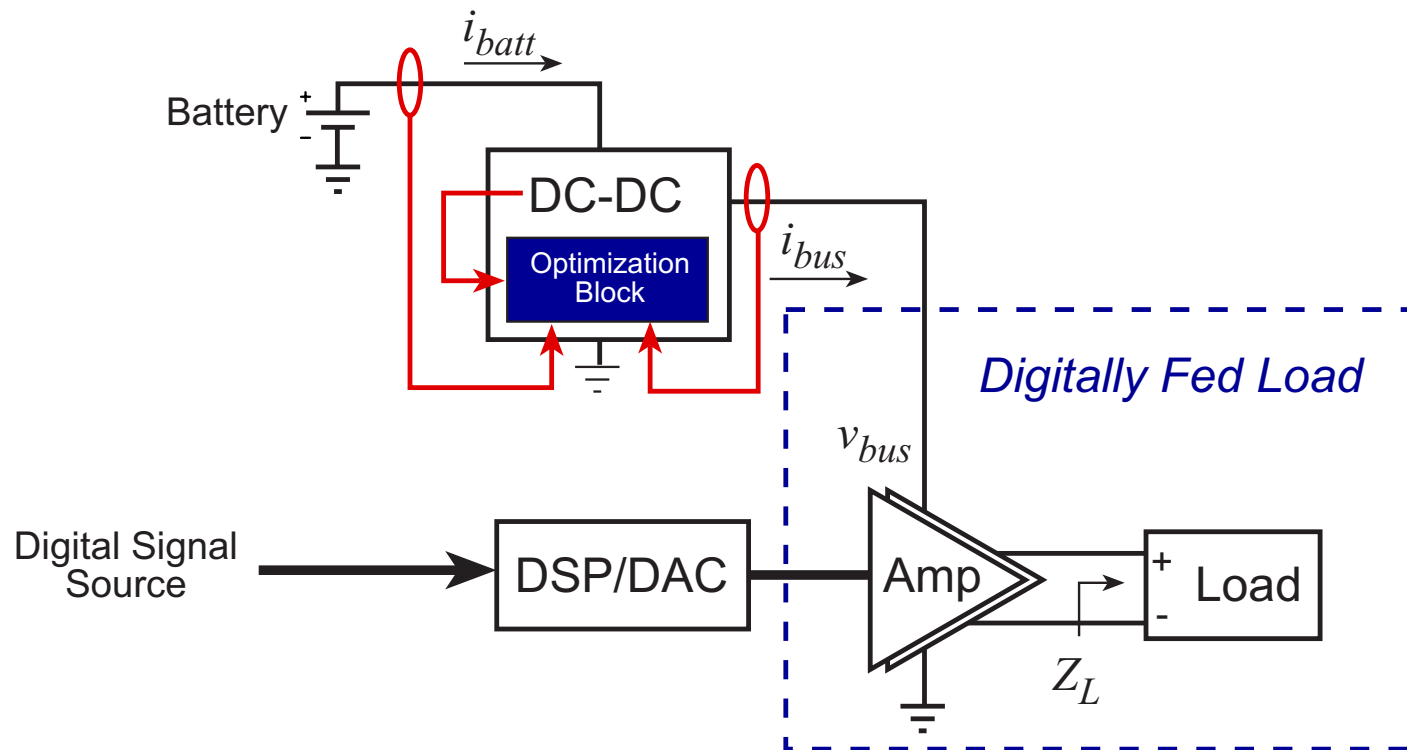 i_batt
+
Battery
−
DC-DC
Optimization
Block
i_bus
Digitally Fed Load
v_bus
Digital Signal
Source
DSP/DAC
Amp
+
-
Load
Z_L